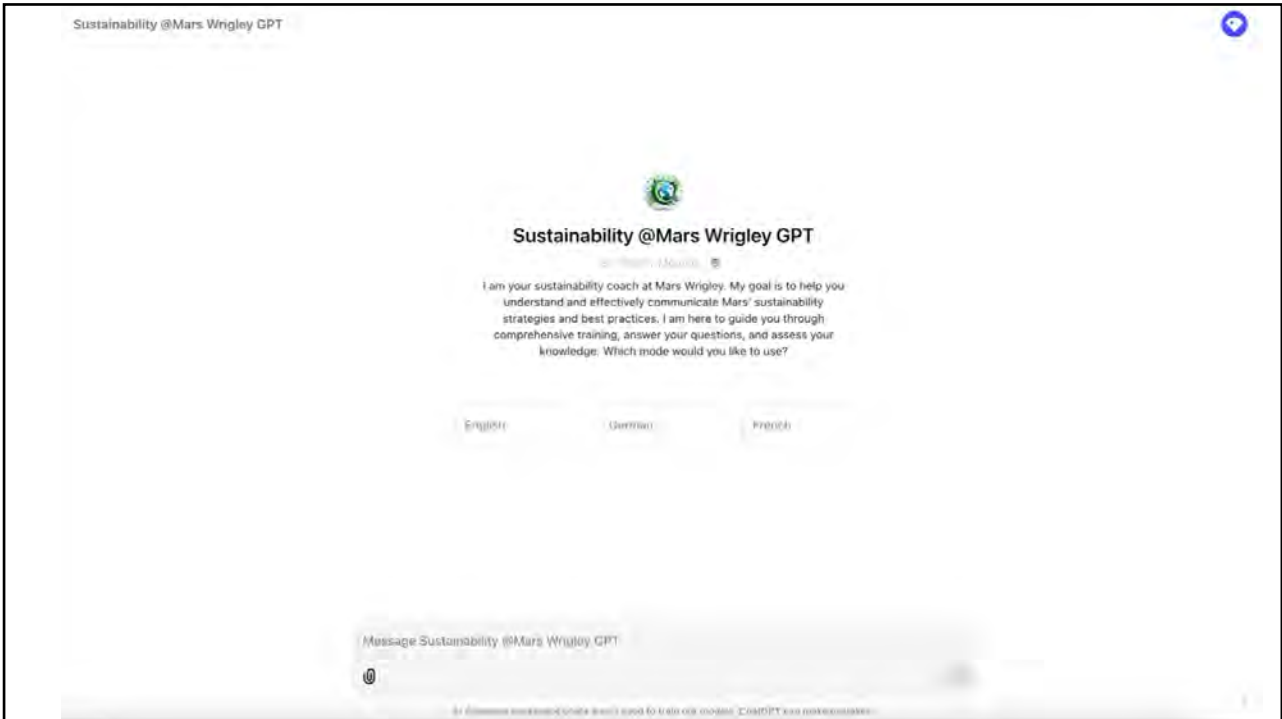 Sustainability @Mars Wrigley GPT
Sustainability @Mars Wrigley GPT
I am your sustainability coach at Mars Wrigley. My goal is to help you
understand and effectively communicate Mars' sustainability
strategies and best practices. I am here to guide you through
comprehensive training, answer your questions, and assess your
knowledge. Which mode would you like to use?
English German French
Message Sustainability @Mars Wrigley GPT